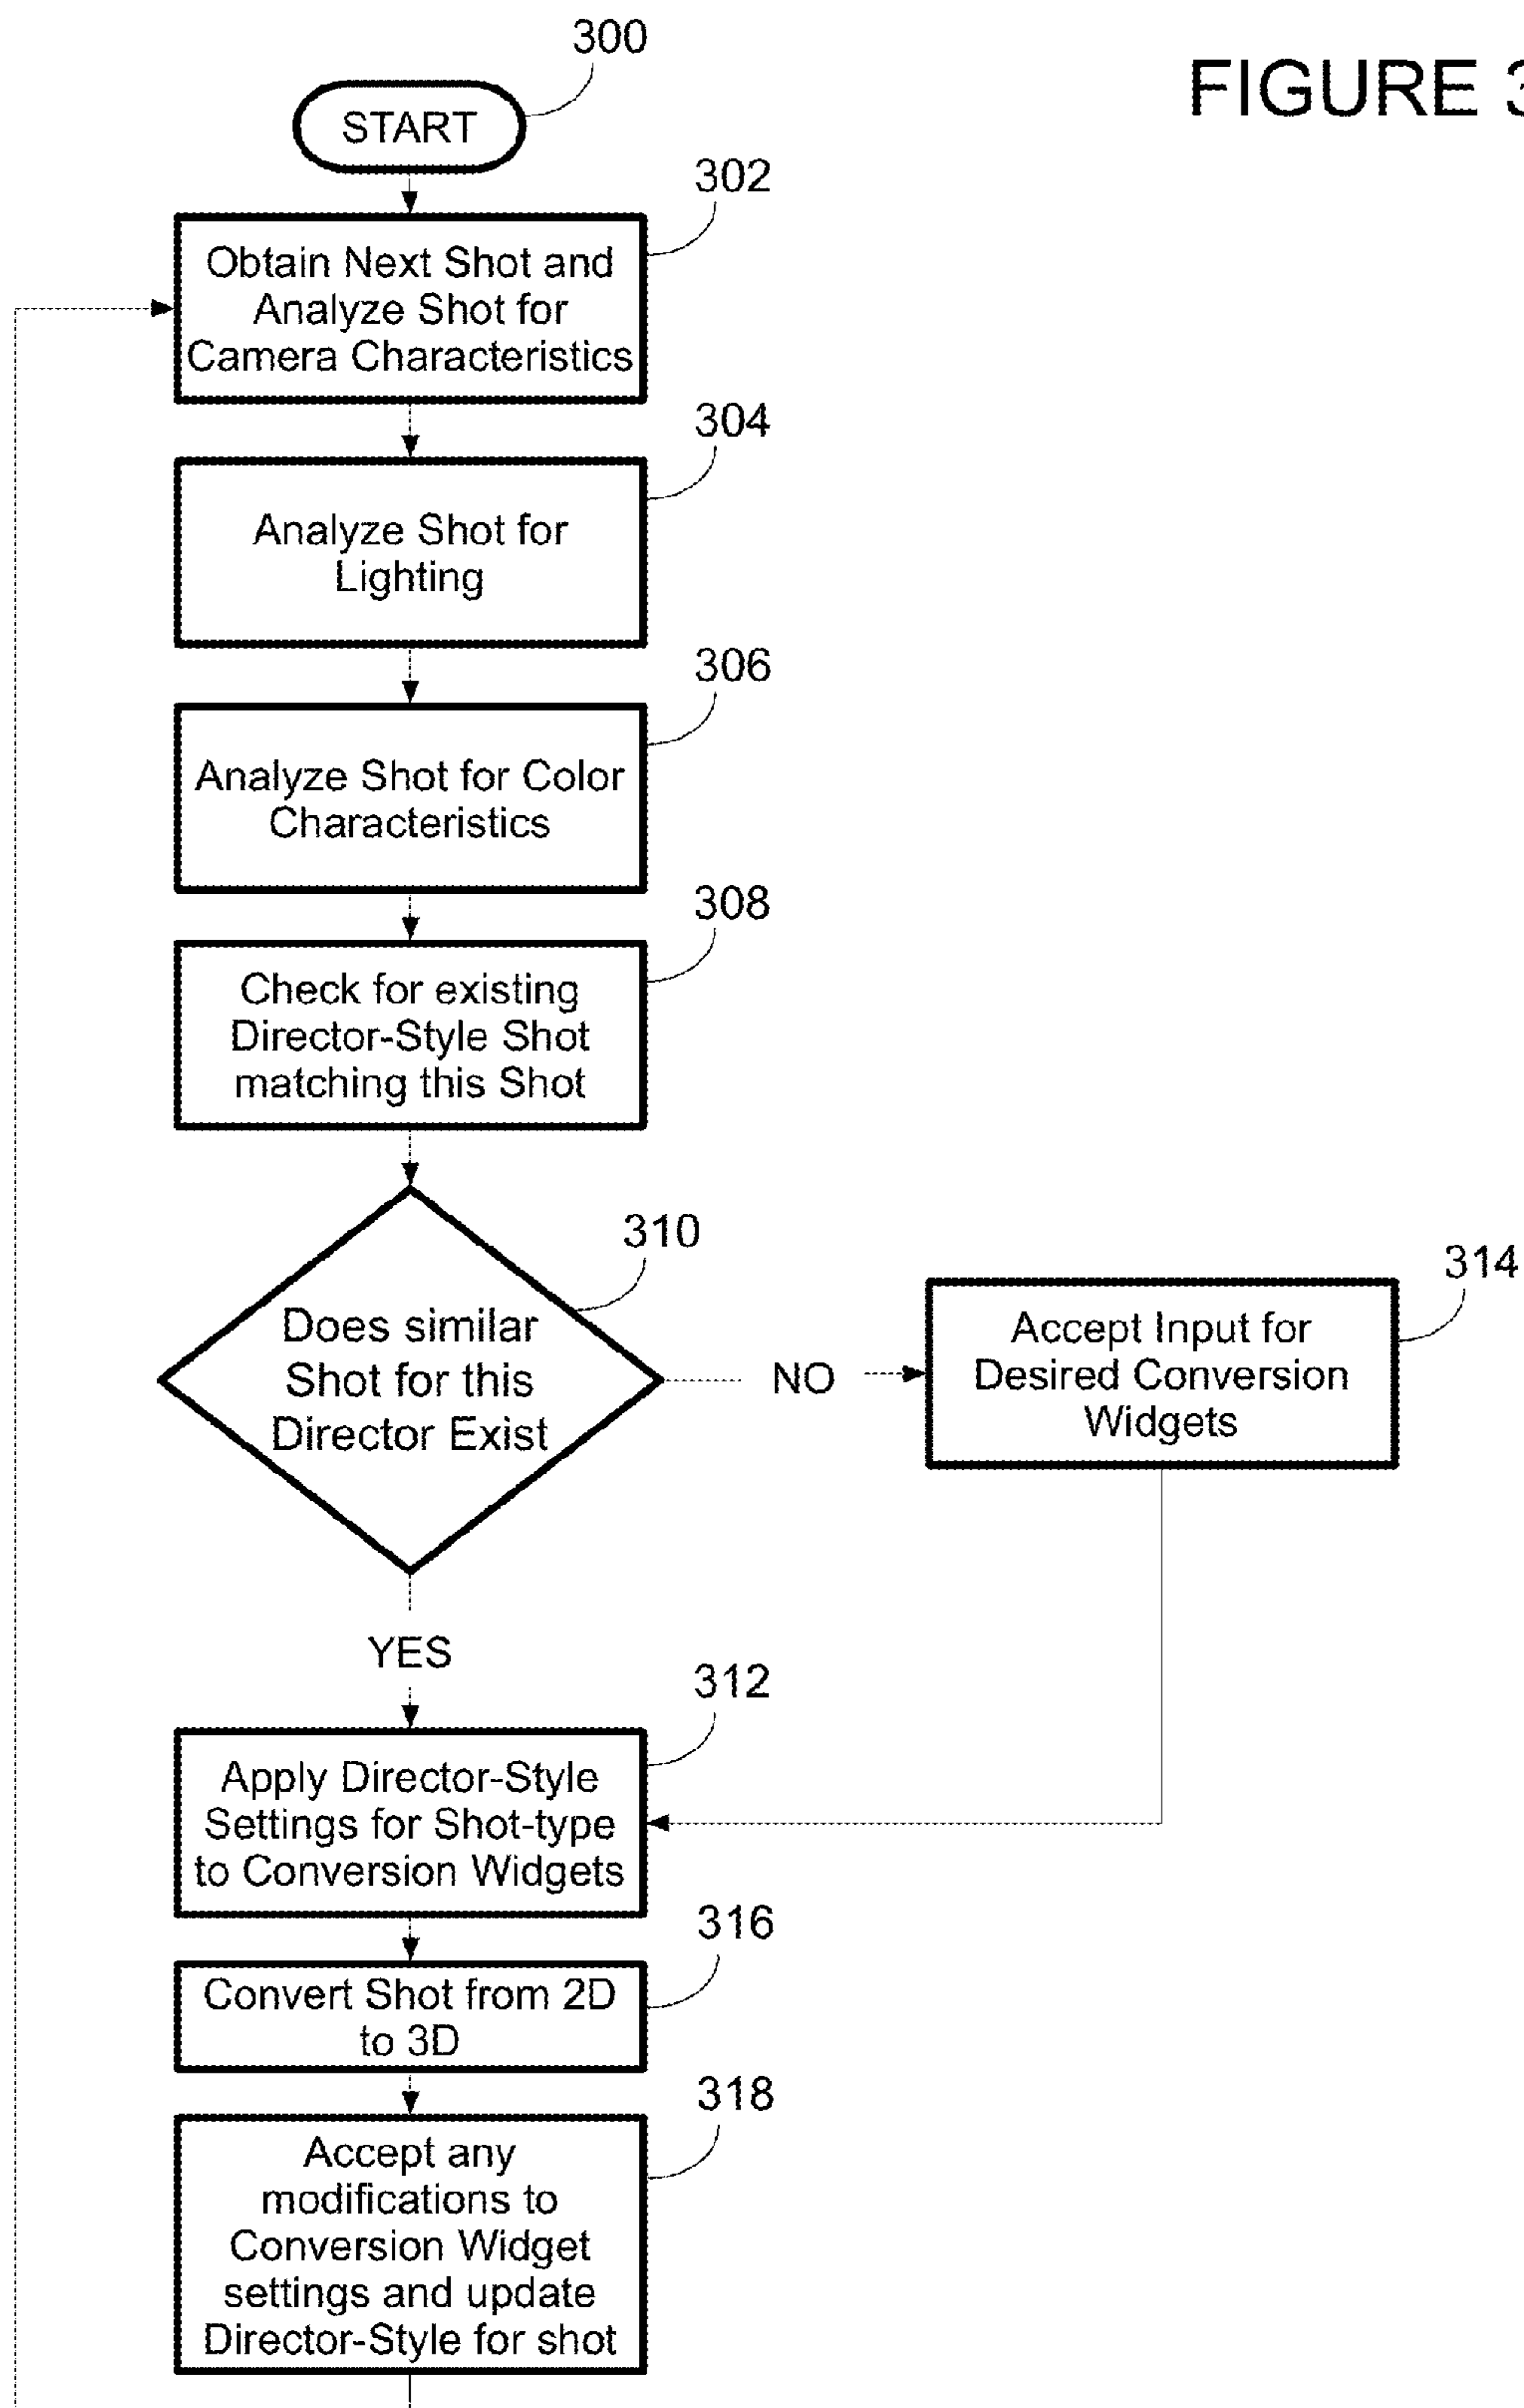 300
FIGURE 3
START
302
Obtain Next Shot and
Analyze Shot for
Camera Characteristics
304
Analyze Shot for
Lighting
306
Analyze Shot for Color
Characteristics
308
Check for existing
Director-Style Shot
matching this Shot
310
Does similar
Shot for this
Director Exist
NO
314
Accept Input for
Desired Conversion
Widgets
YES
312
Apply Director-Style
Settings for Shot-type
to Conversion Widgets
316
Convert Shot from 2D
to 3D
318
Accept any
modifications to
Conversion Widget
settings and update
Director-Style for shot